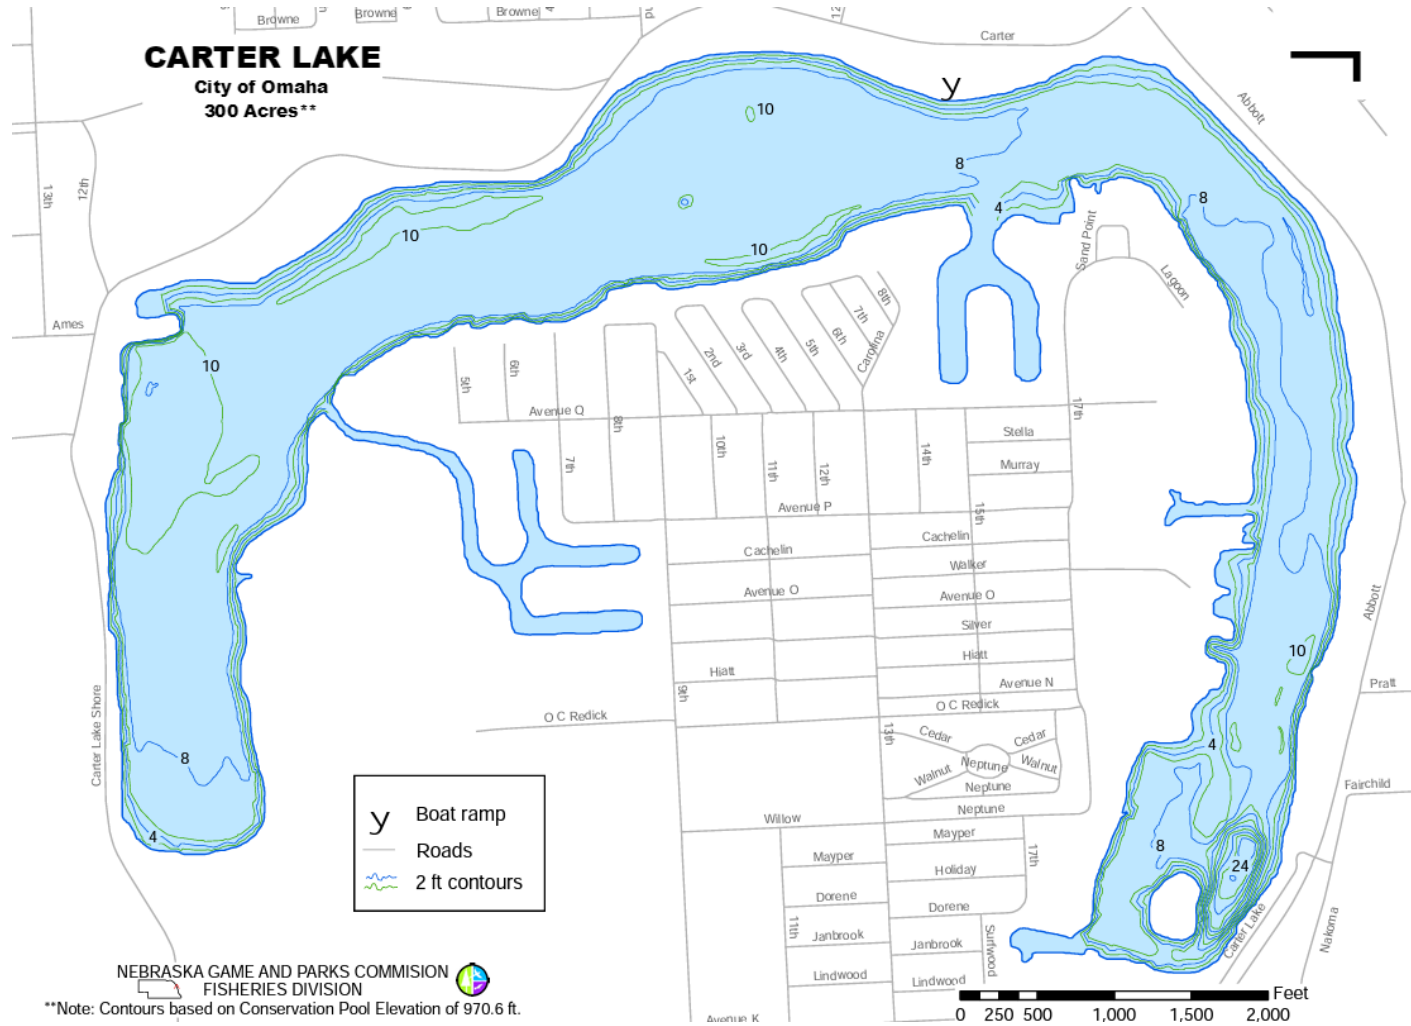 Browne
Browne
Browne
12
Carter
CARTER LAKE
City of Omaha
300 Acres**
y
Abbott
10
8
13th
12th
4
8
10
10
Sand Point
Lagoon
Ames
10
8th
7th
6th
5th
4th
3rd
2nd
1st
Carolina
5th
6th
Avenue Q
8th
17th
7th
10th
11th
12th
14th
Stella
Murray
15th
Avenue P
Cachelin
Cachelin
Walker
Avenue O
Avenue O
Silver
Hiatt
Hiatt
Abbott
10
9th
Avenue N
Pratt
O C Redick
O C Redick
13th
Cedar
Cedar
Neptune
Walnut
Walnut
Neptune
Neptune
4
Carter Lake Shore
8
Fairchild
y Boat ramp
Roads
2 ft contours
Willow
Mayper
Mayper
17th
Holiday
Dorene
Dorene
11th
Janbrook
Janbrook
Surfwood
Lindwood
Lindwood
Avenue K
4
8
24
Carter Lake
Nakoma
NEBRASKA GAME AND PARKS COMMISION
FISHERIES DIVISION
**Note: Contours based on Conservation Pool Elevation of 970.6 ft.
Feet
0 250 500 1,000 1,500 2,000